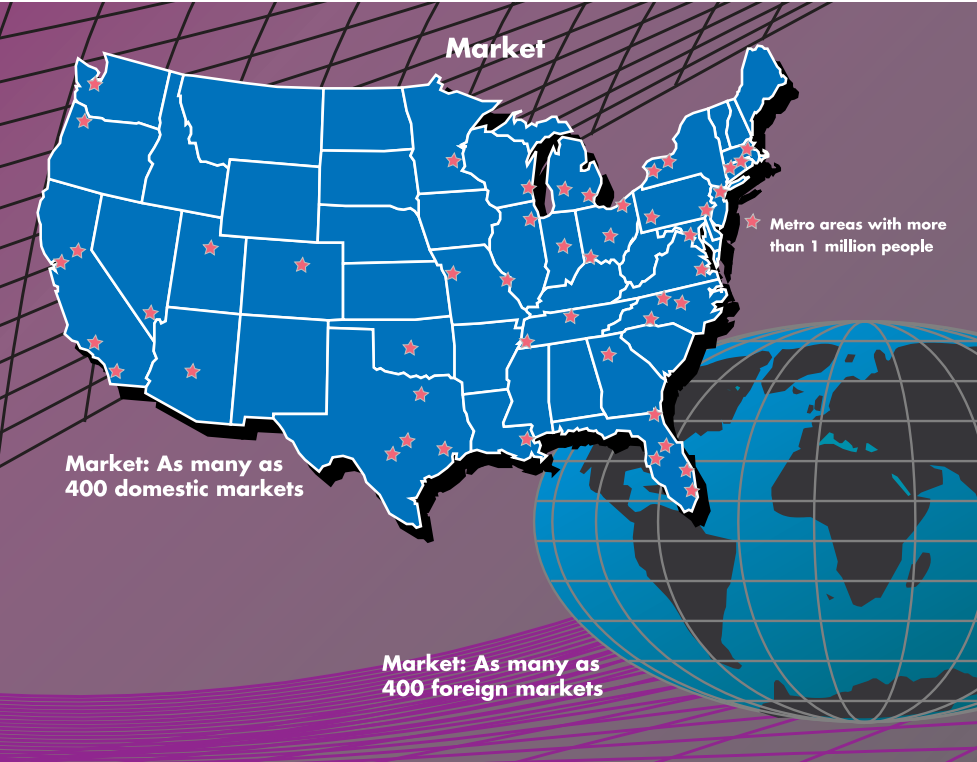 Market
Metro areas with more
than 1 million people
Market: As many as
400 domestic markets
Market: As many as
400 foreign markets